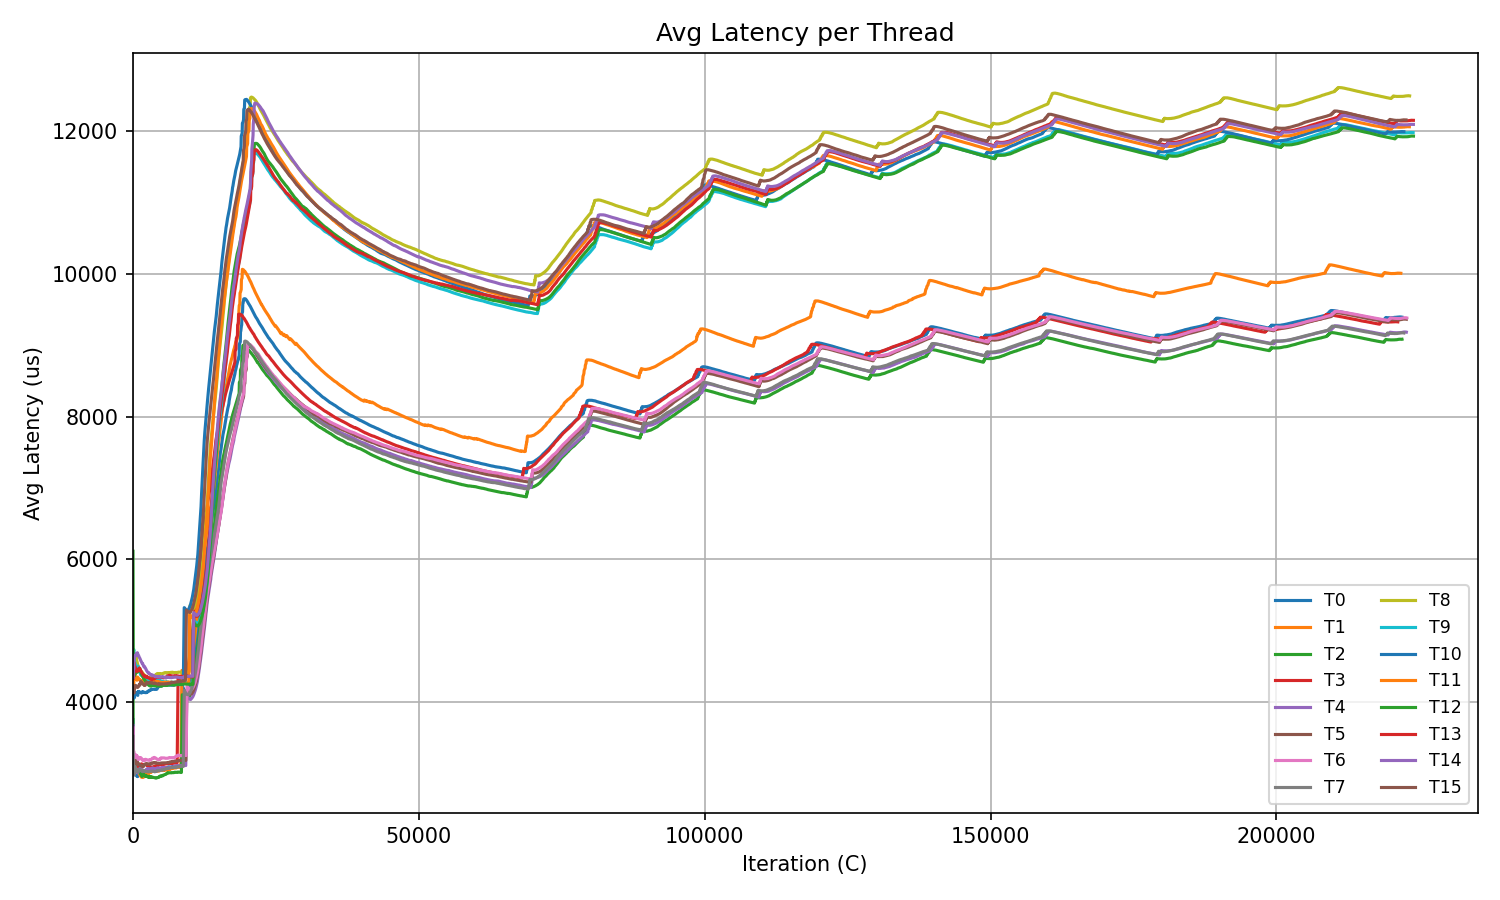 Avg Latency per Thread
Avg Latency (us)
12000
10000
8000
6000
4000
0 50000 100000 150000 200000
Iteration (C)
T0 T8
T1 T9
T2 T10
T3 T11
T4 T12
T5 T13
T6 T14
T7 T15